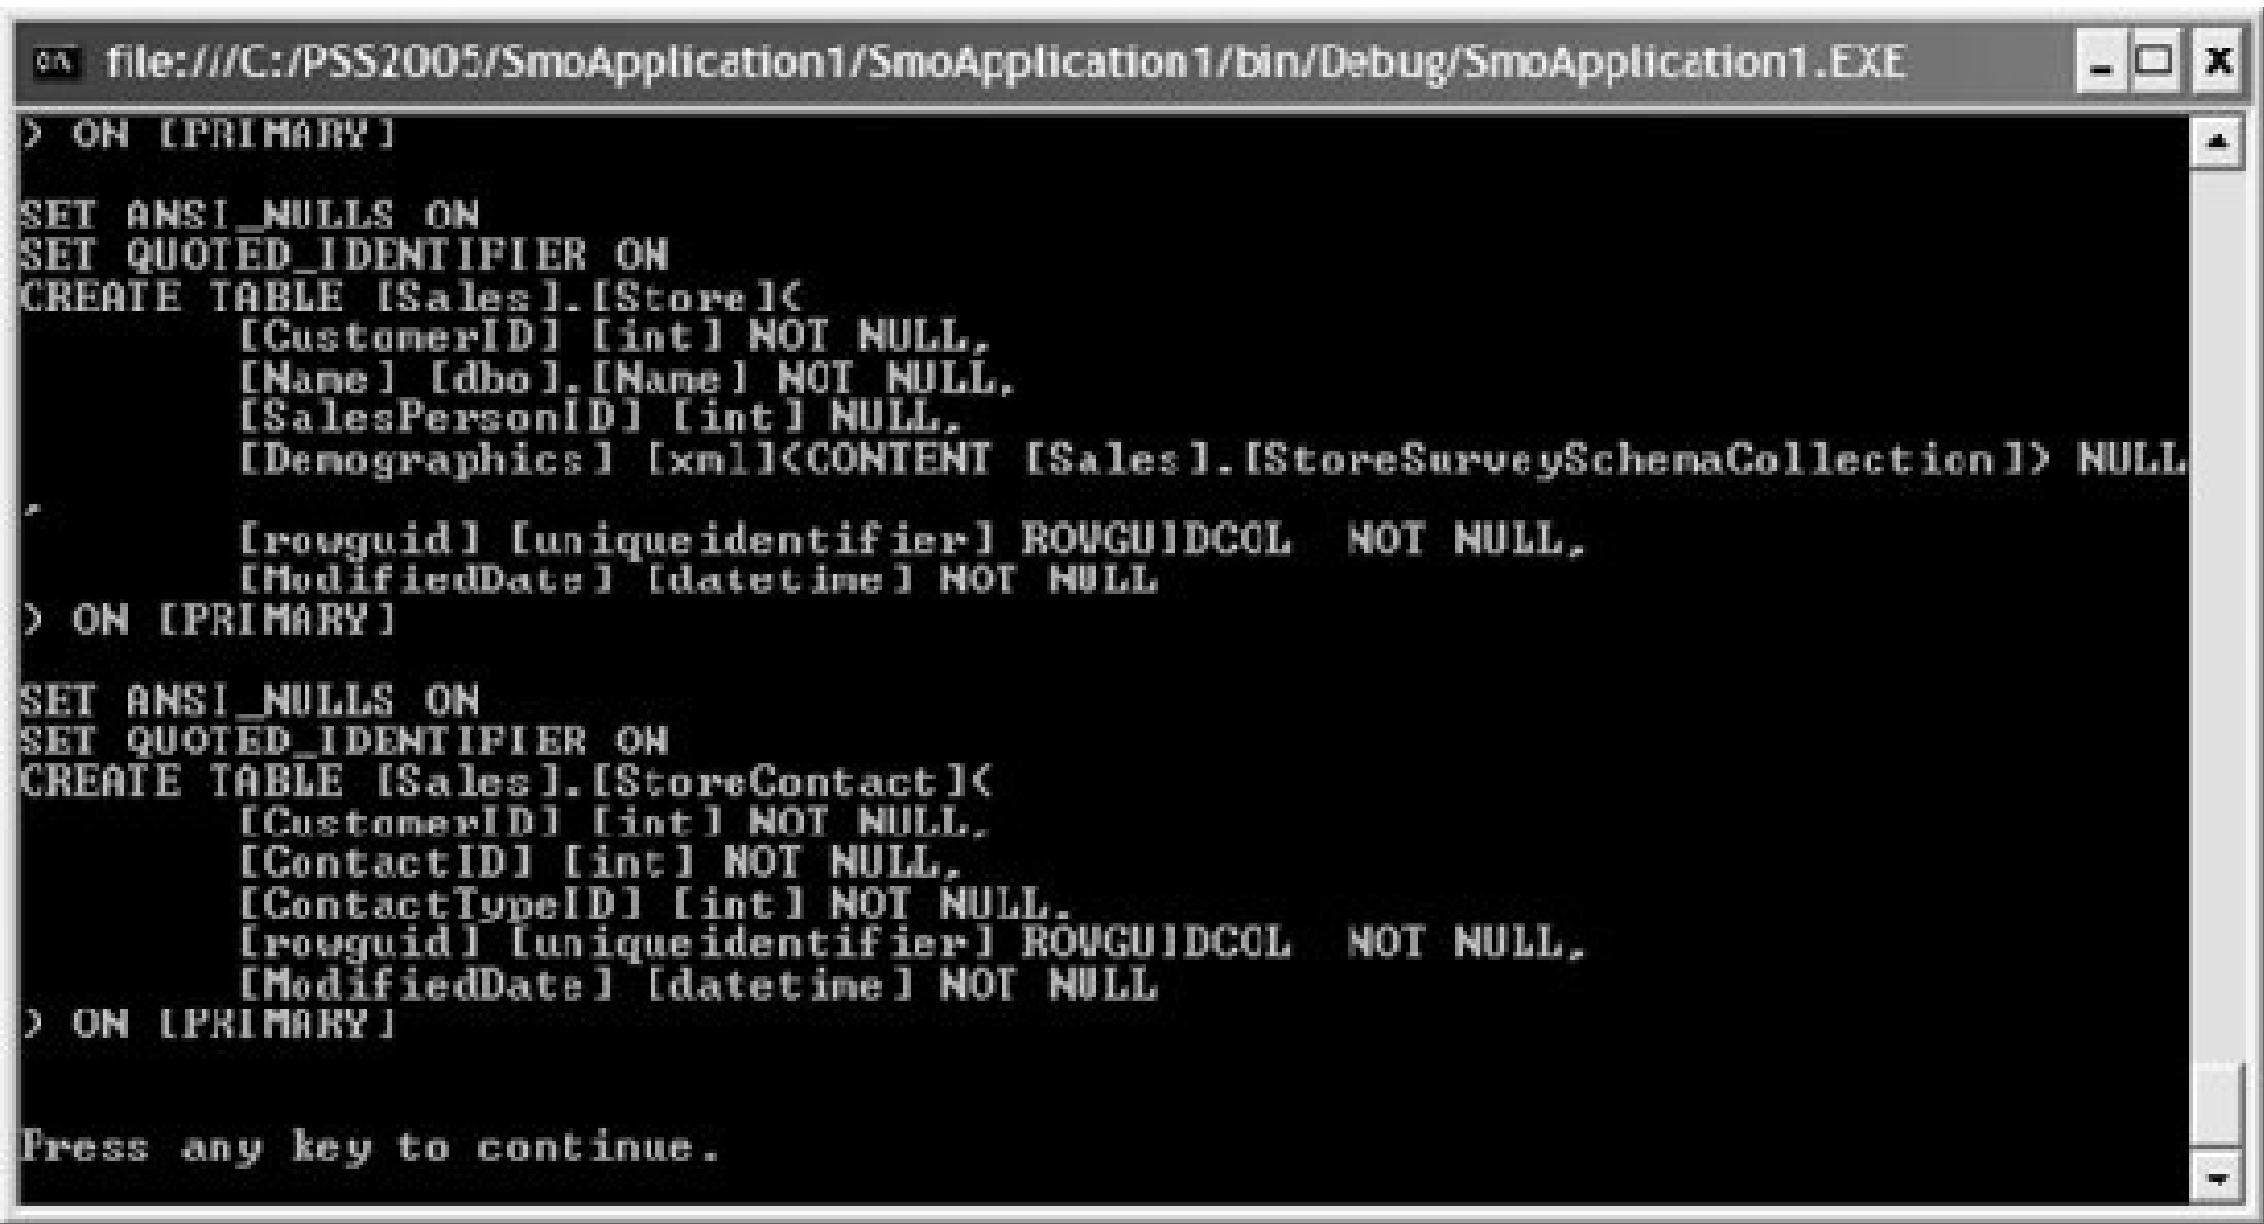 file:///C:/PSS2005/SmoApplication1/SmoApplication1/bin/Debug/SmoApplication1.EXE
) ON [PRIMARY]
SET ANSI_NULLS ON
SET QUOTED_IDENTIFIER ON
CREATE TABLE [Sales].[Store](
[CustomerID] [int] NOT NULL,
[Name] [dbo].[Name] NOT NULL,
[SalesPersonID] [int] NULL,
[Demographics] [xml](CONTENT [Sales].[StoreSurveySchemaCollection]) NULL
,
[rowguid] [uniqueidentifier] ROWGUIDCOL  NOT NULL,
[ModifiedDate] [datetime] NOT NULL
) ON [PRIMARY]
SET ANSI_NULLS ON
SET QUOTED_IDENTIFIER ON
CREATE TABLE [Sales].[StoreContact](
[CustomerID] [int] NOT NULL,
[ContactID] [int] NOT NULL,
[ContactTypeID] [int] NOT NULL,
[rowguid] [uniqueidentifier] ROWGUIDCOL  NOT NULL,
[ModifiedDate] [datetime] NOT NULL
) ON [PRIMARY]
Press any key to continue.